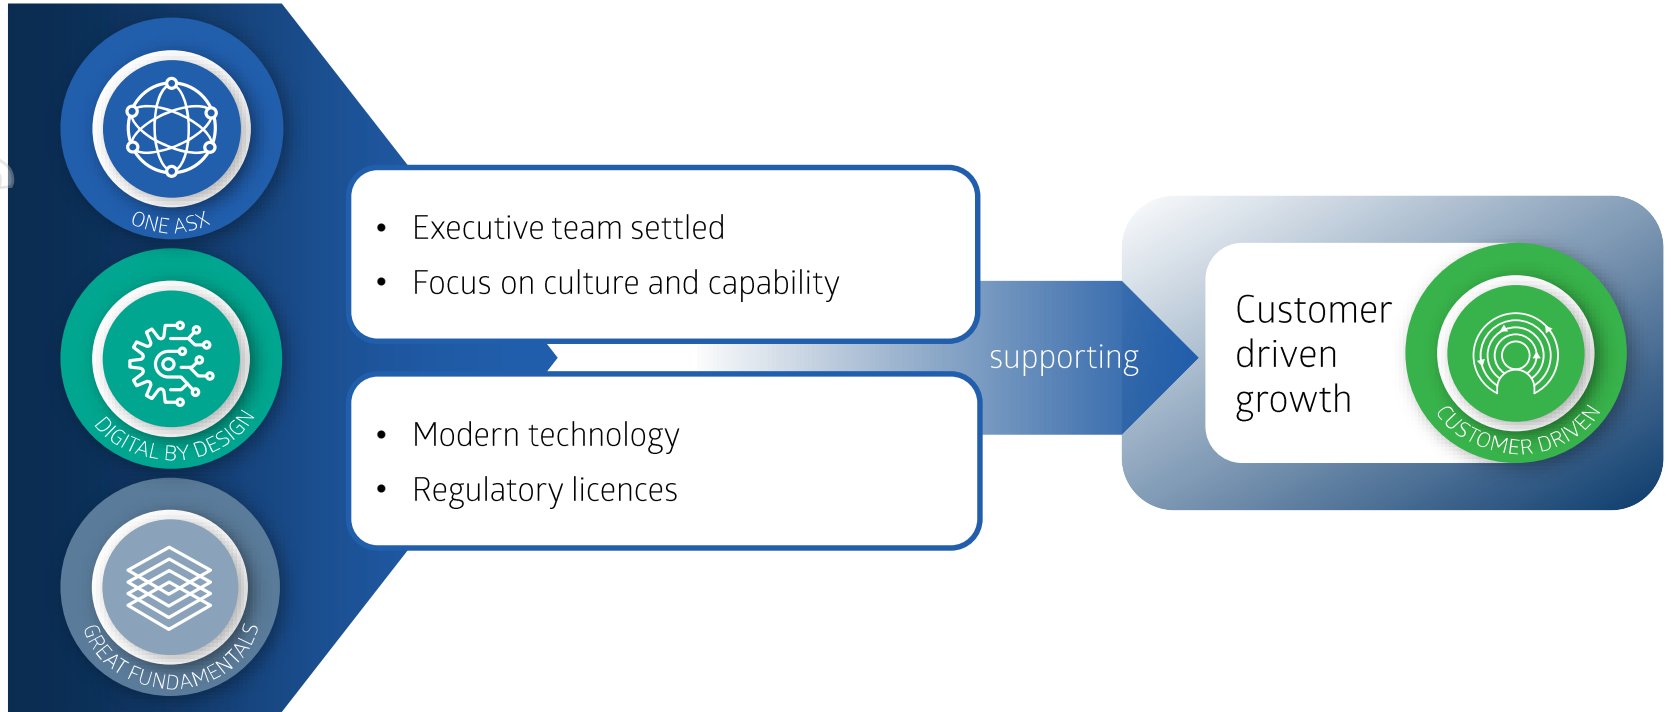 ONE ASX
DIGITAL BY DESIGN
GREAT FUNDAMENTALS
• Executive team settled
• Focus on culture and capability
• Modern technology
• Regulatory licences
supporting
Customer
driven
growth
CUSTOMER DRIVEN